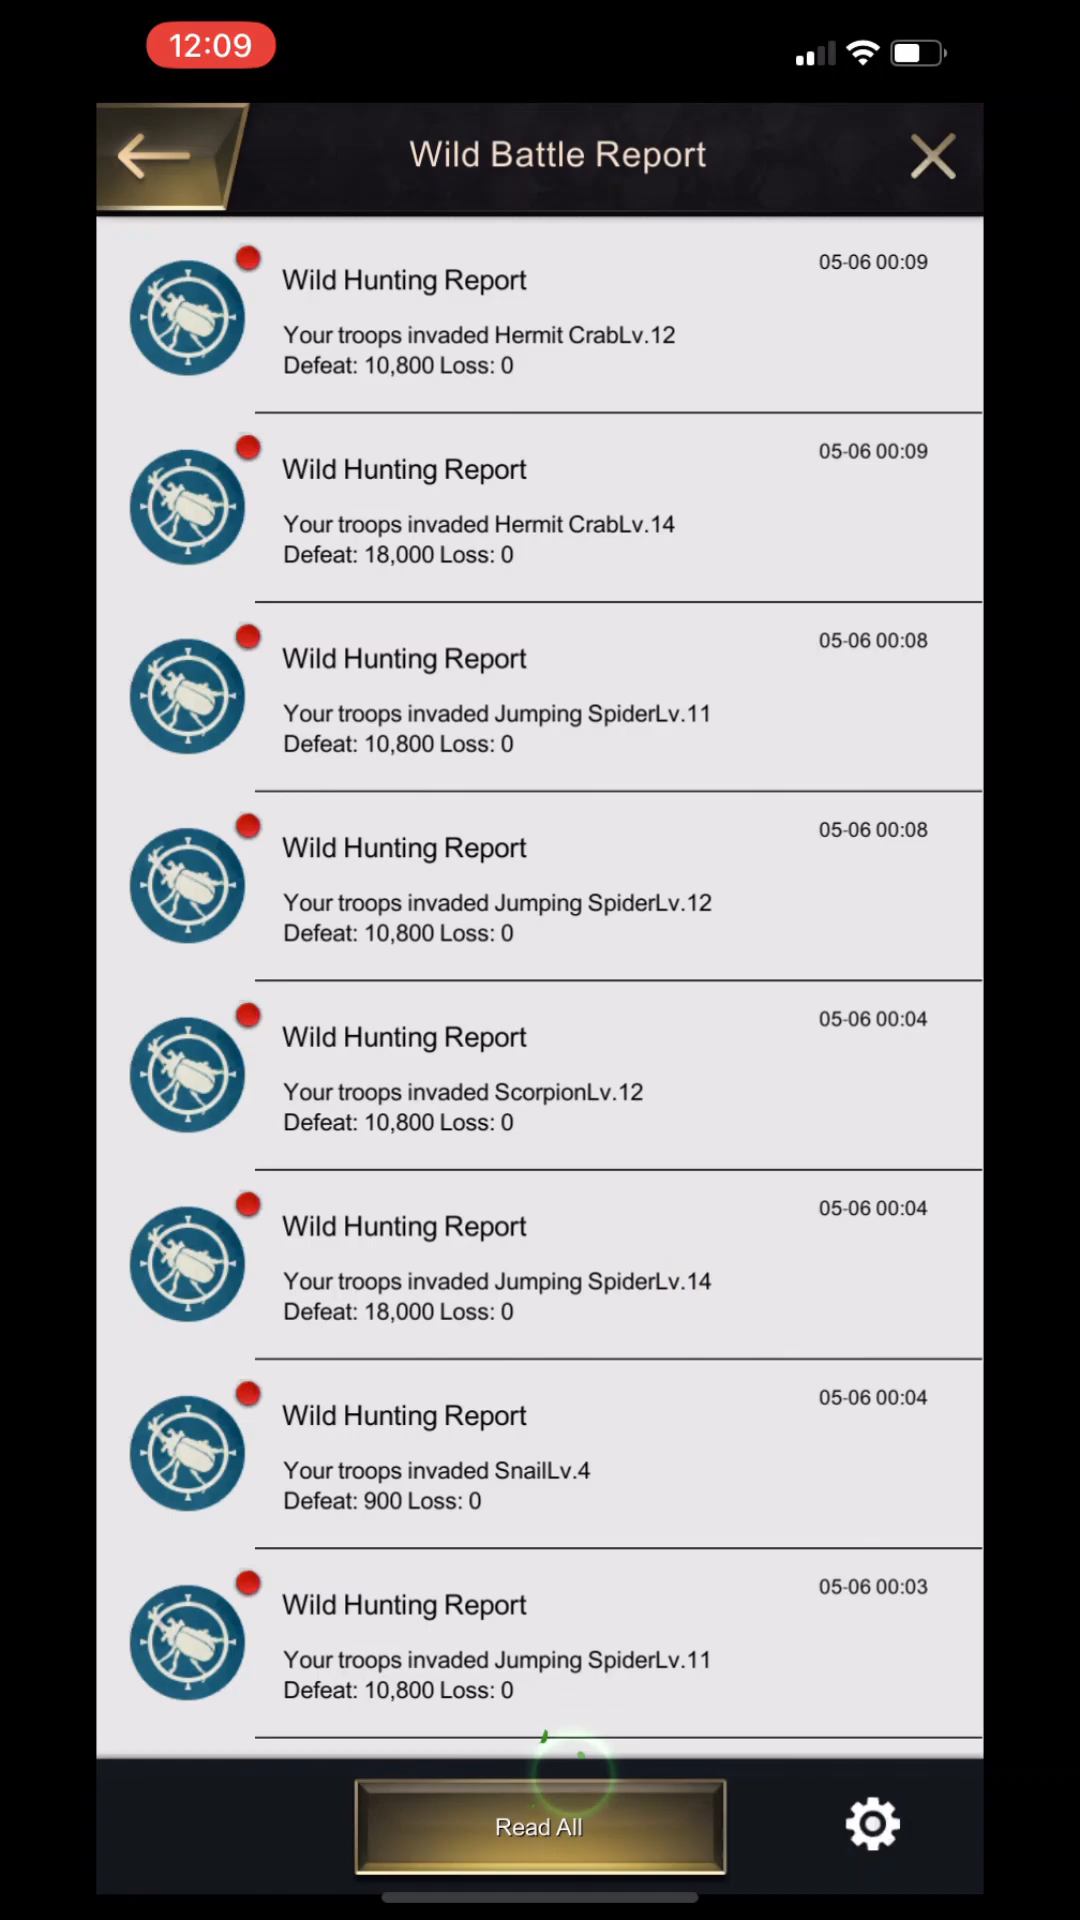 12:09
Wild Battle Report
05-06 00:09
Wild Hunting Report
Your troops invaded Hermit CrabLv.12
Defeat: 10,800 Loss: 0
05-06 00:09
Wild Hunting Report
Your troops invaded Hermit CrabLv.14
Defeat: 18,000 Loss: 0
05-06 00:08
Wild Hunting Report
Your troops invaded Jumping SpiderLv.11
Defeat: 10,800 Loss: 0
05-06 00:08
Wild Hunting Report
Your troops invaded Jumping SpiderLv.12
Defeat: 10,800 Loss: 0
05-06 00:04
Wild Hunting Report
Your troops invaded ScorpionLv.12
Defeat: 10,800 Loss: 0
05-06 00:04
Wild Hunting Report
Your troops invaded Jumping SpiderLv.14
Defeat: 18,000 Loss: 0
05-06 00:04
Wild Hunting Report
Your troops invaded SnailLv.4
Defeat: 900 Loss: 0
05-06 00:03
Wild Hunting Report
Your troops invaded Jumping SpiderLv.11
Defeat: 10,800 Loss: 0
Read All